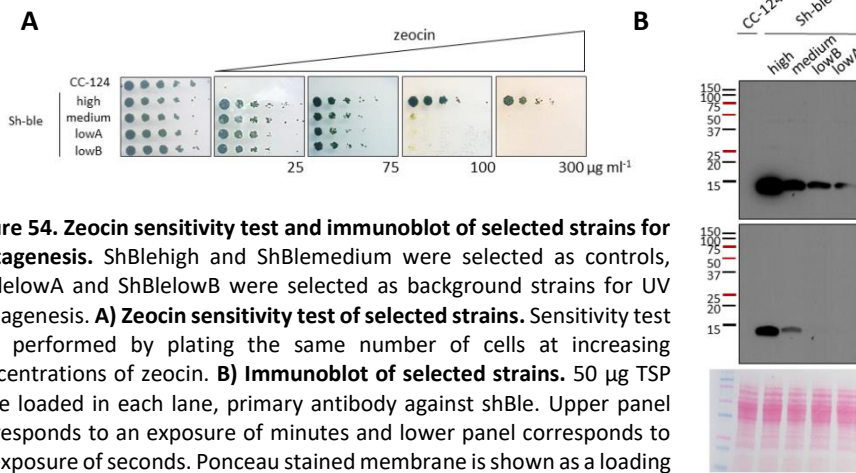 A
zeocin
CC-124
high
medium
lowA
lowB
Sh-ble
25
75
100
300 µg ml-1
B
CC-124
Sh-ble
high
medium
lowB
lowA
150
100
75
50
37
25
20
15
150
100
75
50
37
25
20
15
ure 54. Zeocin sensitivity test and immunoblot of selected strains for
tagenesis. ShBlehigh and ShBlemedium were selected as controls,
lelowA and ShBlelowB were selected as background strains for UV
agenesis. A) Zeocin sensitivity test of selected strains. Sensitivity test
performed by plating the same number of cells at increasing
centrations of zeocin. B) Immunoblot of selected strains. 50 µg TSP
e loaded in each lane, primary antibody against shBle. Upper panel
responds to an exposure of minutes and lower panel corresponds to
xposure of seconds. Ponceau stained membrane is shown as a loading